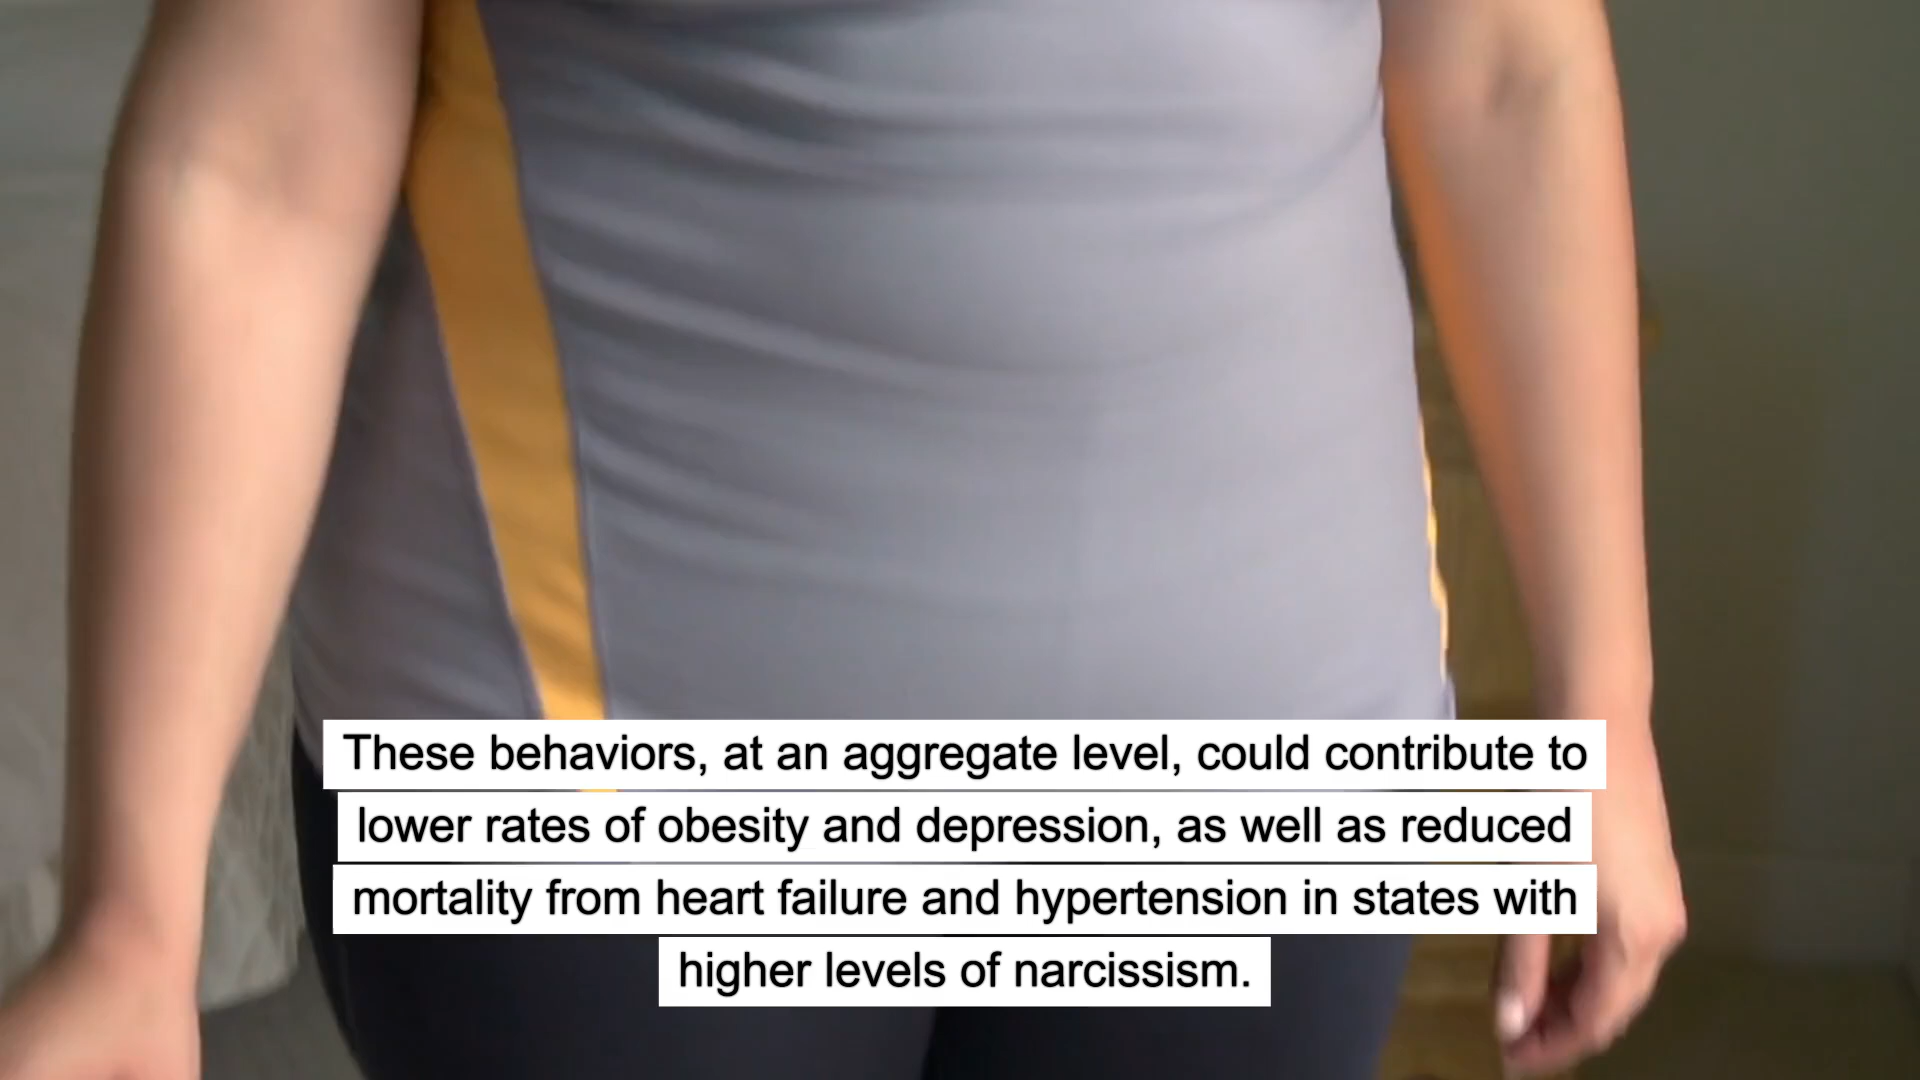 These behaviors, at an aggregate level, could contribute to
lower rates of obesity and depression, as well as reduced
mortality from heart failure and hypertension in states with
higher levels of narcissism.